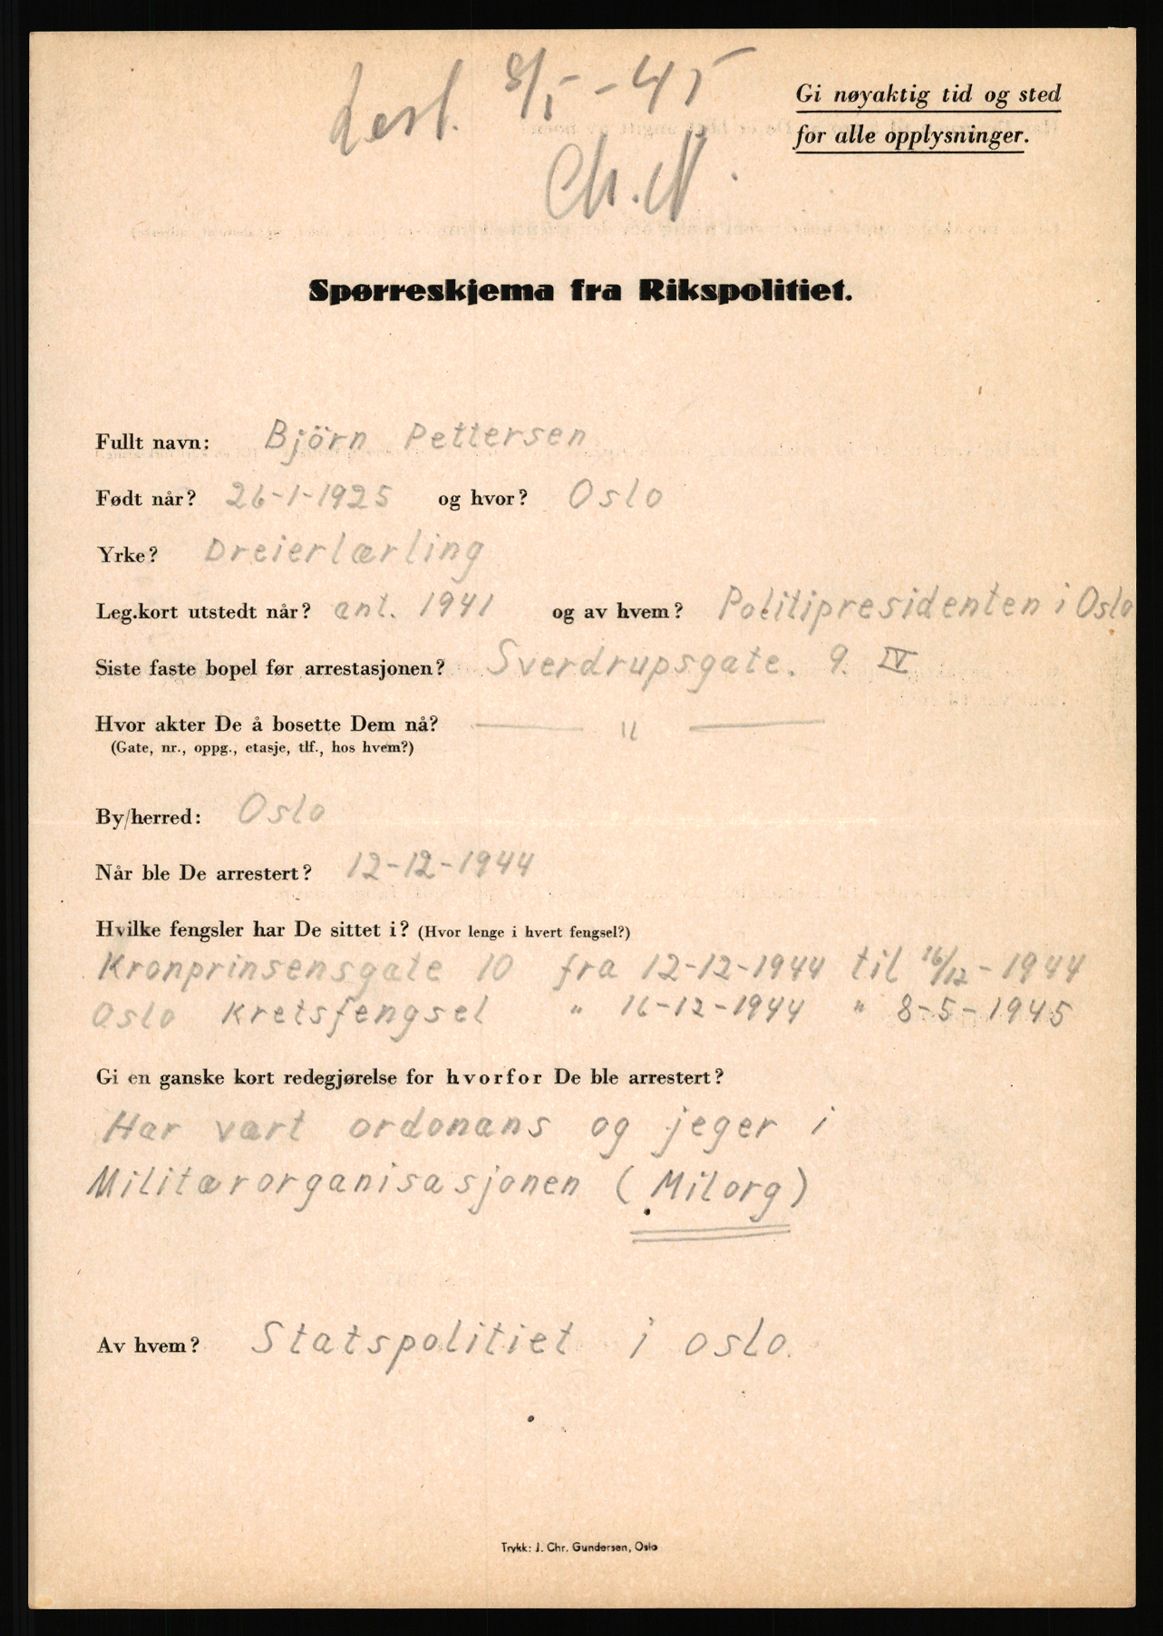 8/5-45
Gi nøyaktig tid og sted
for alle opplysninger.
Ch. N.
Spørreskjema fra Rikspolitiet.
Fullt navn: Björn Pettersen
Født når? 26-1-1925 og hvor? Oslo
Yrke? Dreierlærling
Leg.kort utstedt når? ant. 1941 og av hvem? Politipresidenten i Oslo
Siste faste bopel før arrestasjonen? Sverdrupsgate. 9. IV
Hvor akter De å bosette Dem nå? — " —
(Gate, nr., oppg., etasje, tlf., hos hvem?)
By/herred: Oslo
Når ble De arrestert? 12-12-1944
Hvilke fengsler har De sittet i? (Hvor lenge i hvert fengsel?)
Kronprinsensgate 10 fra 12-12-1944 til 16/12-1944
Oslo Kretsfengsel " 16-12-1944 " 8-5-1945
Gi en ganske kort redegjørelse for hvorfor De ble arrestert?
Har vært ordonans og jeger i
Militærorganisasjonen (Milorg)
Av hvem? Statspolitiet i Oslo.
Trykk: J. Chr. Gundersen, Oslo